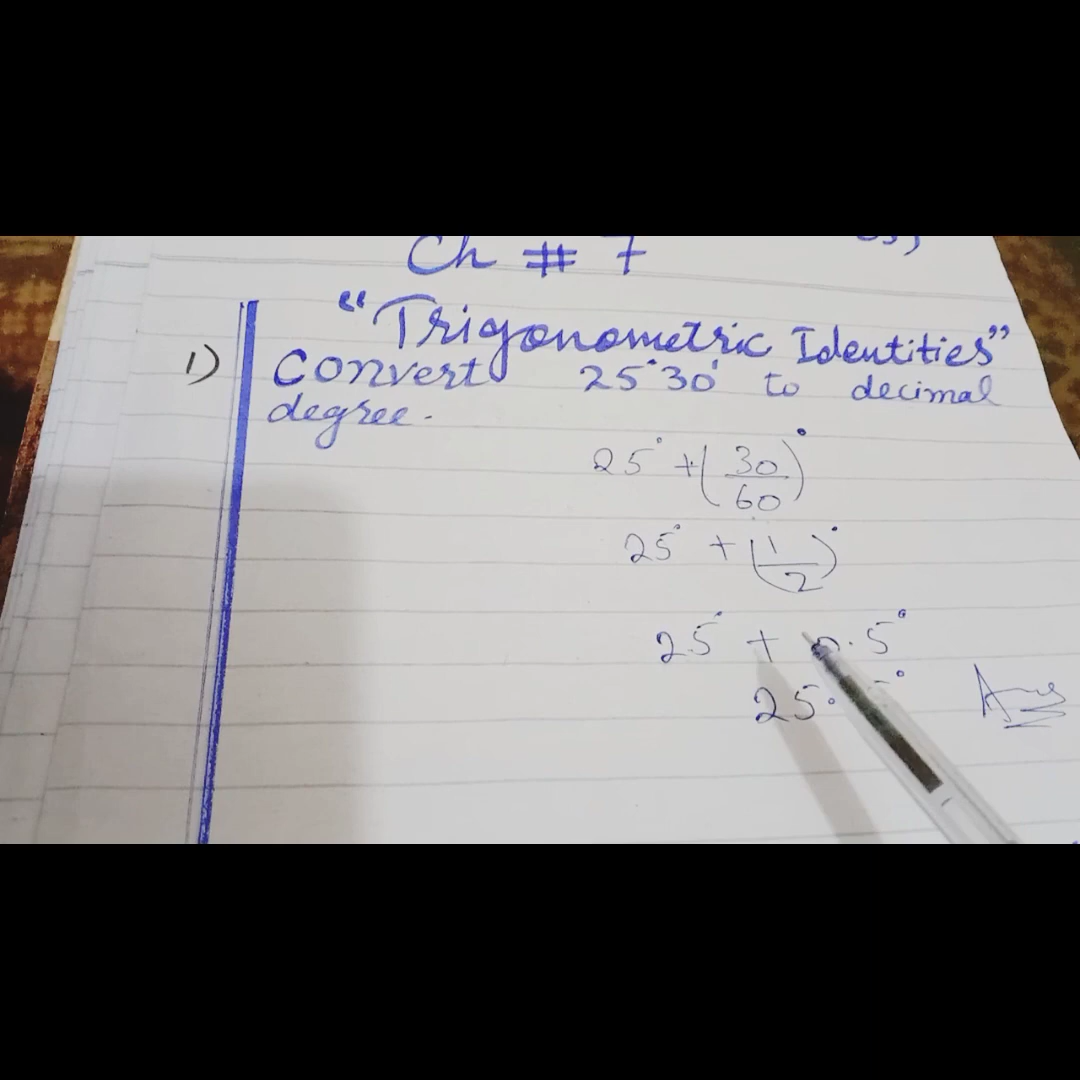 Ch # 7
"Trigonometric Identities"
1) Convert 25°30' to decimal
degree.
25° + (30/60)°
25° + (1/2)°
25° + 0.5°
25. Ans